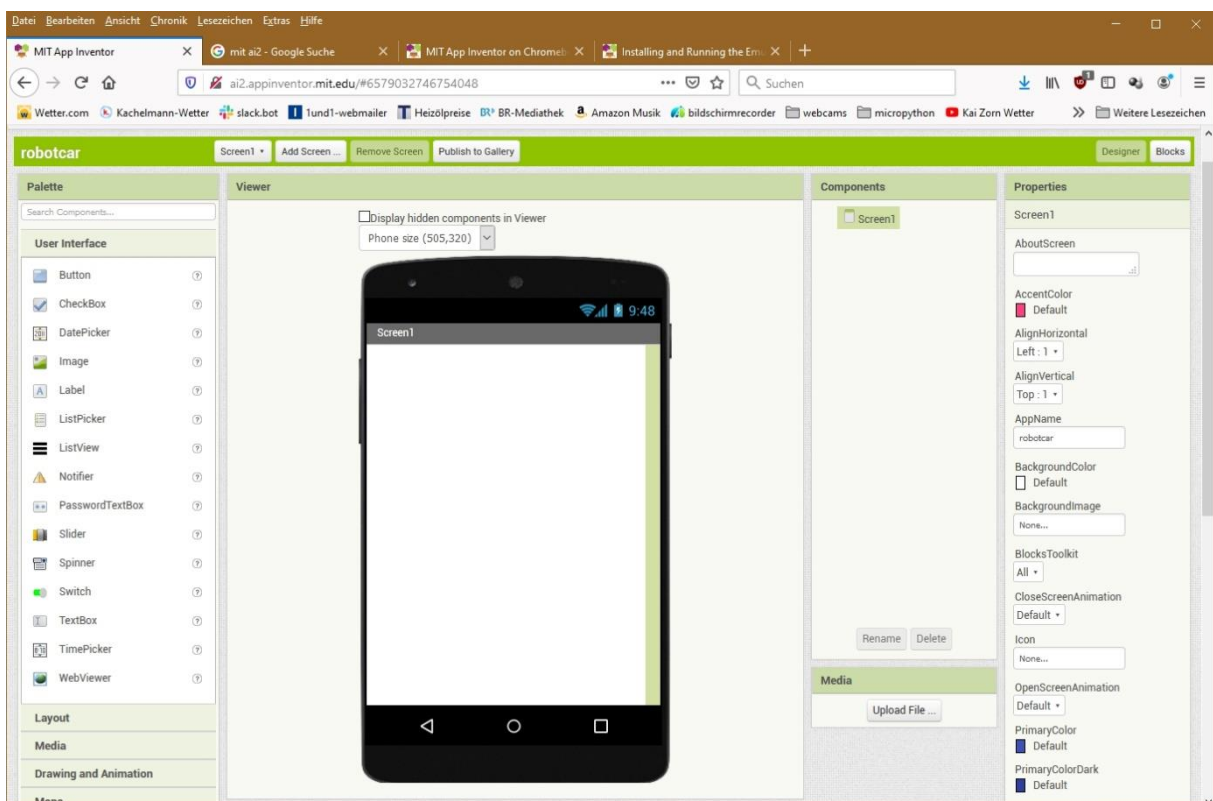 Datei Bearbeiten Ansicht Chronik Lesezeichen Extras Hilfe
MIT App Inventor
mit ai2 - Google Suche
MIT App Inventor on Chromeb
Installing and Running the Em
ai2.appinventor.mit.edu/#6579032746754048
Suchen
Wetter.com Kachelmann-Wetter slack.bot 1und1-webmailer Heizölpreise BR-Mediathek Amazon Musik bildschirmrecorder webcams micropython Kai Zorn Wetter Weitere Lesezeichen
robotcar Screen1 Add Screen ... Remove Screen Publish to Gallery Designer Blocks
Palette
Search Components...
User Interface
Button
CheckBox
DatePicker
Image
Label
ListPicker
ListView
Notifier
PasswordTextBox
Slider
Spinner
Switch
TextBox
TimePicker
WebViewer
Layout
Media
Drawing and Animation
Maps
Viewer
Display hidden components in Viewer
Phone size (505,320)
9:48
Screen1
Components
Screen1
Rename Delete
Media
Upload File ...
Properties
Screen1
AboutScreen
AccentColor
Default
AlignHorizontal
Left : 1
AlignVertical
Top : 1
AppName
robotcar
BackgroundColor
Default
BackgroundImage
None...
BlocksToolkit
All
CloseScreenAnimation
Default
Icon
None...
OpenScreenAnimation
Default
PrimaryColor
Default
PrimaryColorDark
Default